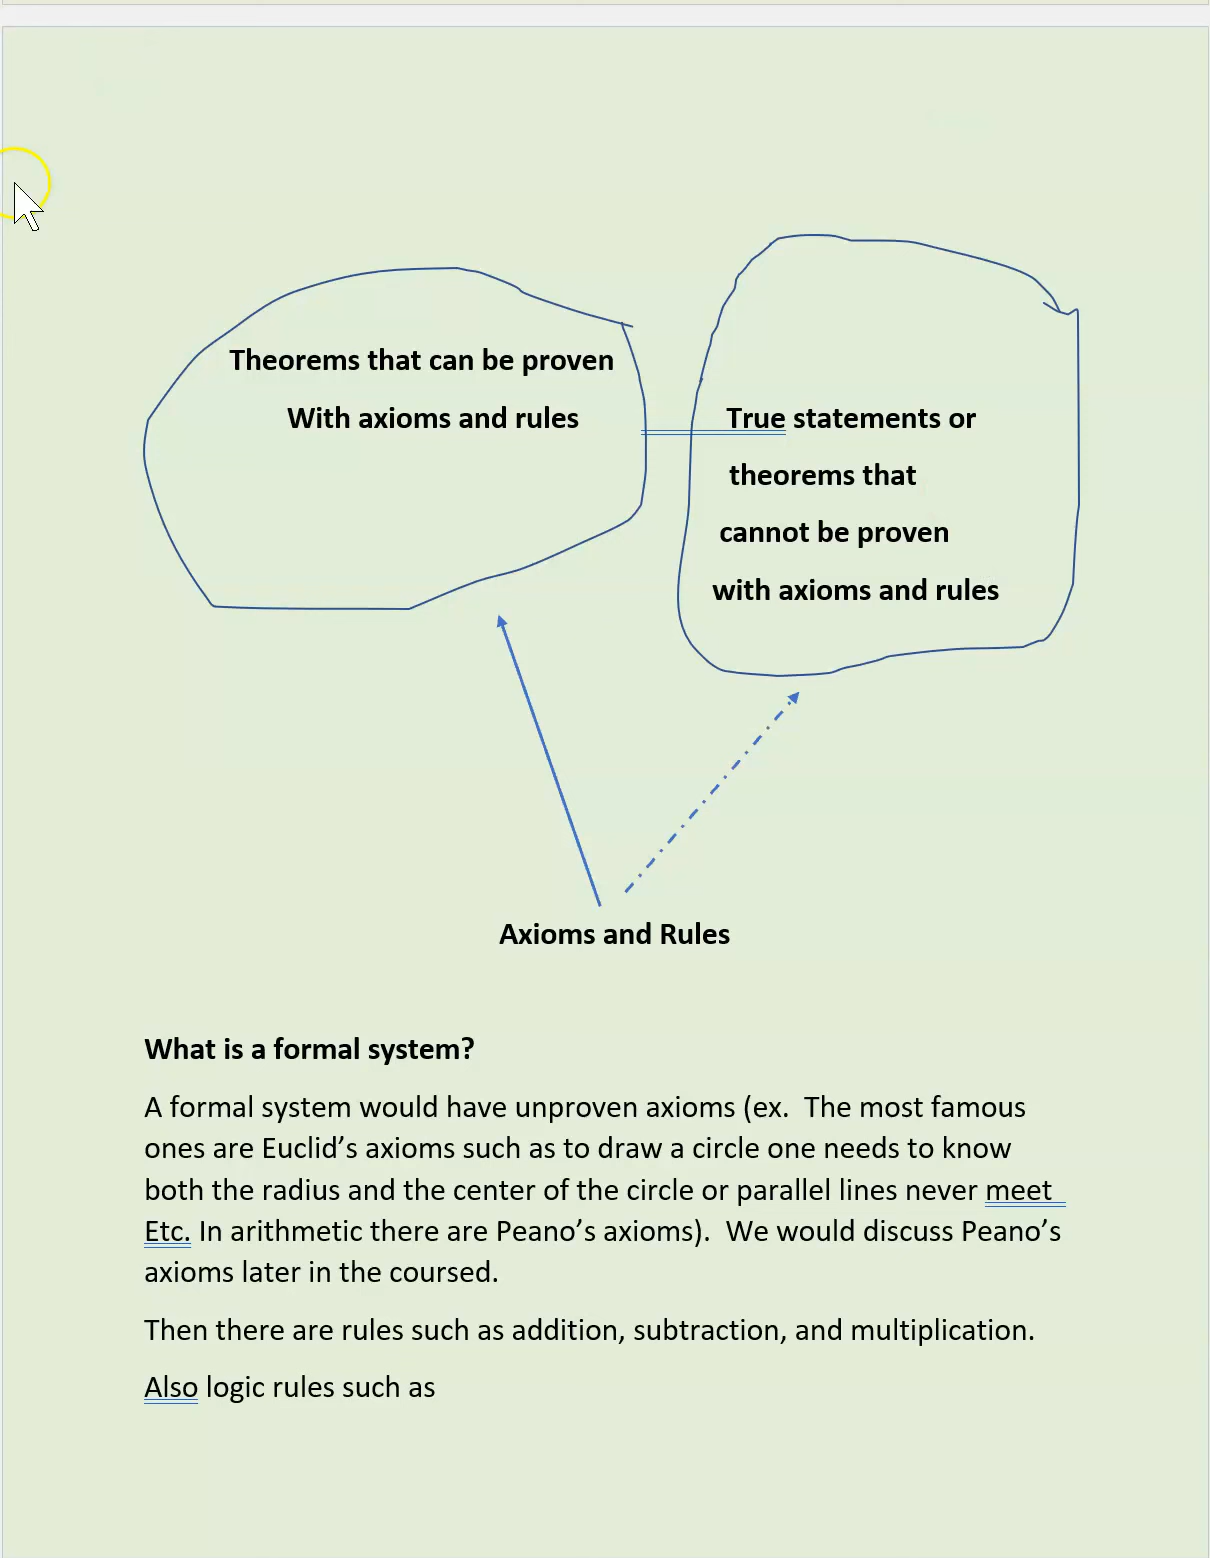 Theorems that can be proven
With axioms and rules
True statements or
theorems that
cannot be proven
with axioms and rules
Axioms and Rules
What is a formal system?
A formal system would have unproven axioms (ex.  The most famous
ones are Euclid’s axioms such as to draw a circle one needs to know
both the radius and the center of the circle or parallel lines never meet
Etc. In arithmetic there are Peano’s axioms).  We would discuss Peano’s
axioms later in the coursed.
Then there are rules such as addition, subtraction, and multiplication.
Also logic rules such as